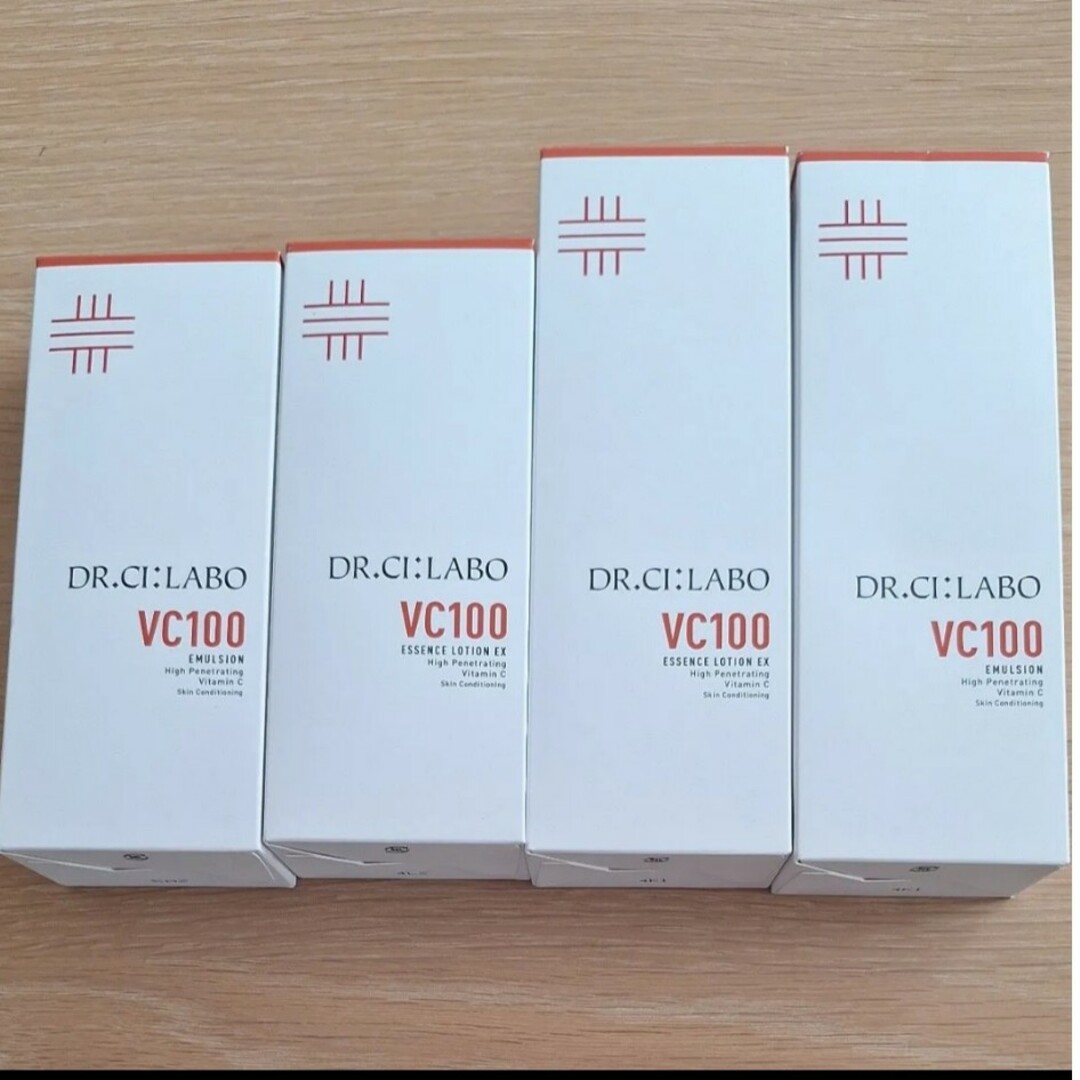 DR.CI:LABO
VC100
EMULSION
High Penetrating
Vitamin C
Skin Conditioning
DR.CI:LABO
VC100
ESSENCE LOTION EX
High Penetrating
Vitamin C
Skin Conditioning
DR.CI:LABO
VC100
ESSENCE LOTION EX
High Penetrating
Vitamin C
Skin Conditioning
DR.CI:LABO
VC100
EMULSION
High Penetrating
Vitamin C
Skin Conditioning